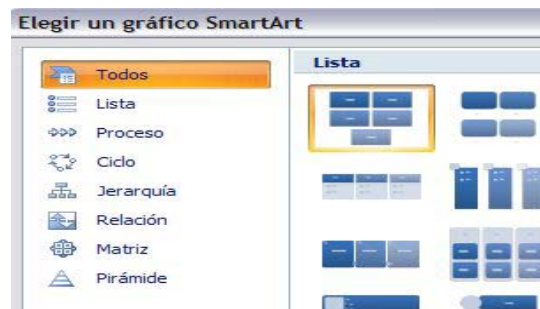 Elegir un gráfico SmartArt
Todos
Lista
Proceso
Ciclo
Jerarquía
Relación
Matriz
Pirámide
Lista